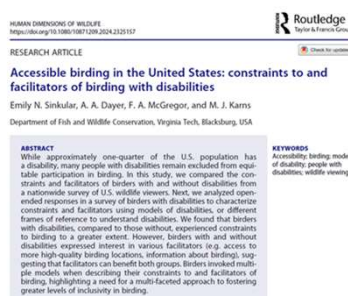 HUMAN DIMENSIONS OF WILDLIFE
https://doi.org/10.1080/10871209.2024.2325157
Routledge
Taylor & Francis Grou
RESEARCH ARTICLE
Check for update
Accessible birding in the United States: constraints to and
facilitators of birding with disabilities
Emily N. Sinkular, A. A. Dayer, F. A. McGregor, and M. J. Karns
Department of Fish and Wildlife Conservation, Virginia Tech, Blacksburg, USA
ABSTRACT
While approximately one-quarter of the U.S. population has
a disability, many people with disabilities remain excluded from equi-
table participation in birding. In this study, we compared the con-
straints and facilitators of birders with and without disabilities from
a nationwide survey of U.S. wildlife viewers. Next, we analyzed open-
ended responses in a survey of birders with disabilities to characterize
constraints and facilitators using models of disabilities, or different
frames of reference to understand disabilities. We found that birders
with disabilities, compared to those without, experienced constraints
to birding to a greater extent. However, birders with and without
disabilities expressed interest in various facilitators (e.g. access to
more high-quality birding locations, information about birding), sug-
gesting that facilitators can benefit both groups. Birders invoked multi-
ple models when describing their constraints to and facilitators of
birding, highlighting a need for a multi-faceted approach to fostering
greater levels of inclusivity in birding.
KEYWORDS
Accessibility; birding; mode
of disability; people with
disabilities; wildlife viewing